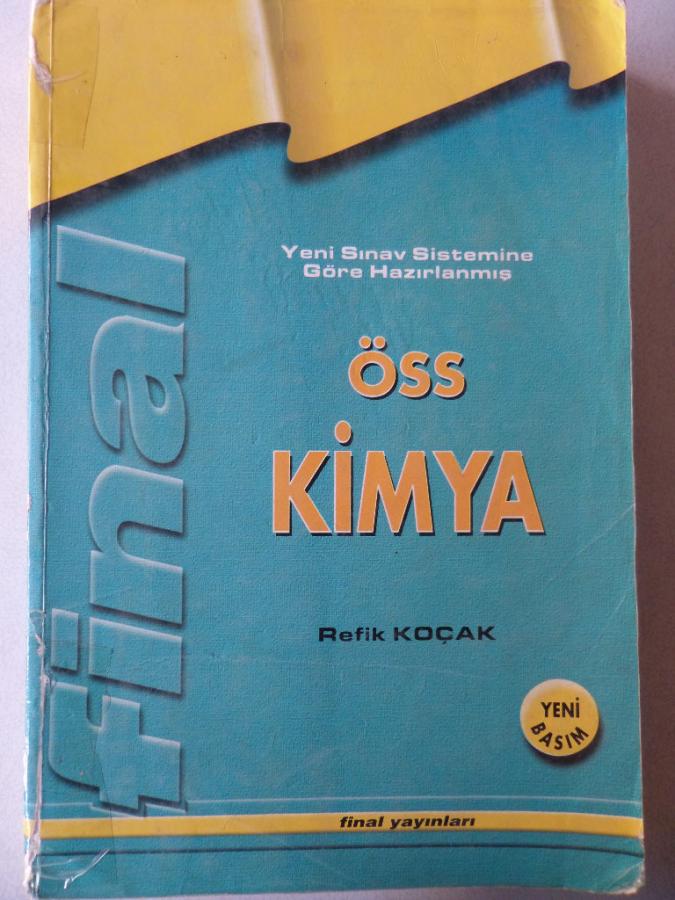 Yeni Sınav Sistemine
Göre Hazırlanmış
ÖSS
KİMYA
final
Refik KOÇAK
YENİ
BASIM
final yayınları